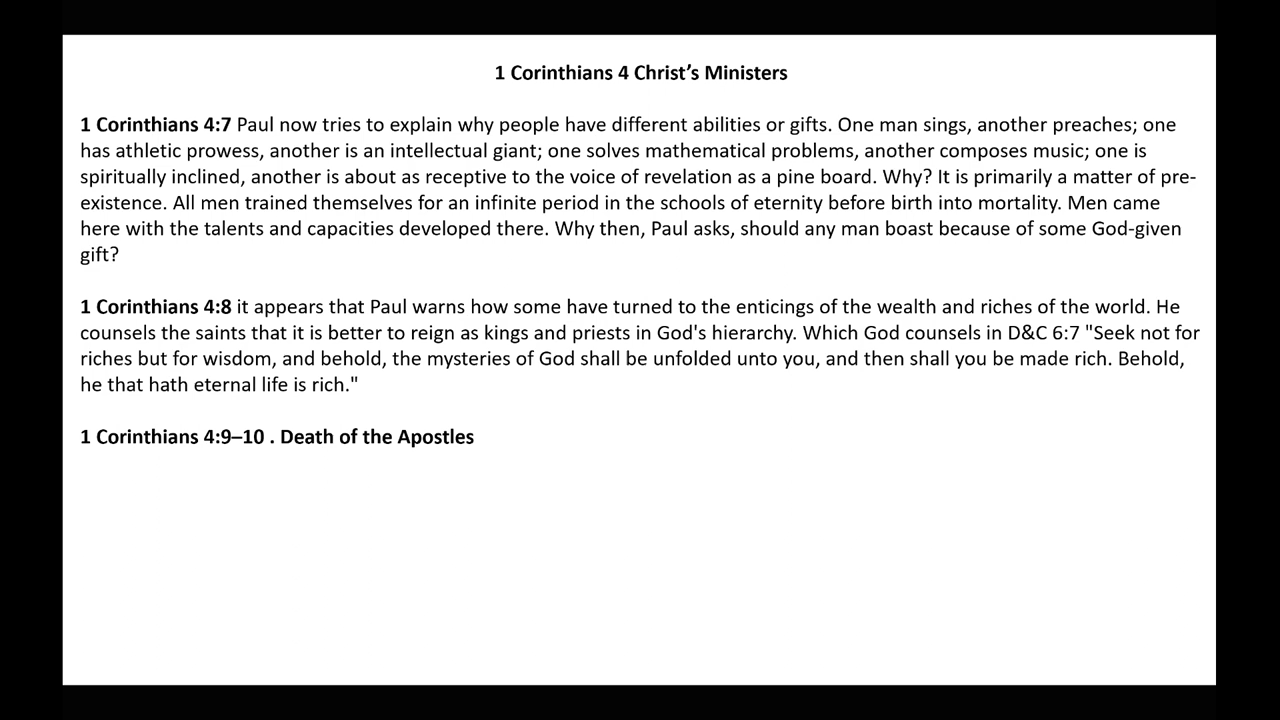 1 Corinthians 4 Christ’s Ministers
1 Corinthians 4:7 Paul now tries to explain why people have different abilities or gifts. One man sings, another preaches; one
has athletic prowess, another is an intellectual giant; one solves mathematical problems, another composes music; one is
spiritually inclined, another is about as receptive to the voice of revelation as a pine board. Why? It is primarily a matter of pre-
existence. All men trained themselves for an infinite period in the schools of eternity before birth into mortality. Men came
here with the talents and capacities developed there. Why then, Paul asks, should any man boast because of some God-given
gift?
1 Corinthians 4:8 it appears that Paul warns how some have turned to the enticings of the wealth and riches of the world. He
counsels the saints that it is better to reign as kings and priests in God's hierarchy. Which God counsels in D&C 6:7 "Seek not for
riches but for wisdom, and behold, the mysteries of God shall be unfolded unto you, and then shall you be made rich. Behold,
he that hath eternal life is rich."
1 Corinthians 4:9–10 . Death of the Apostles